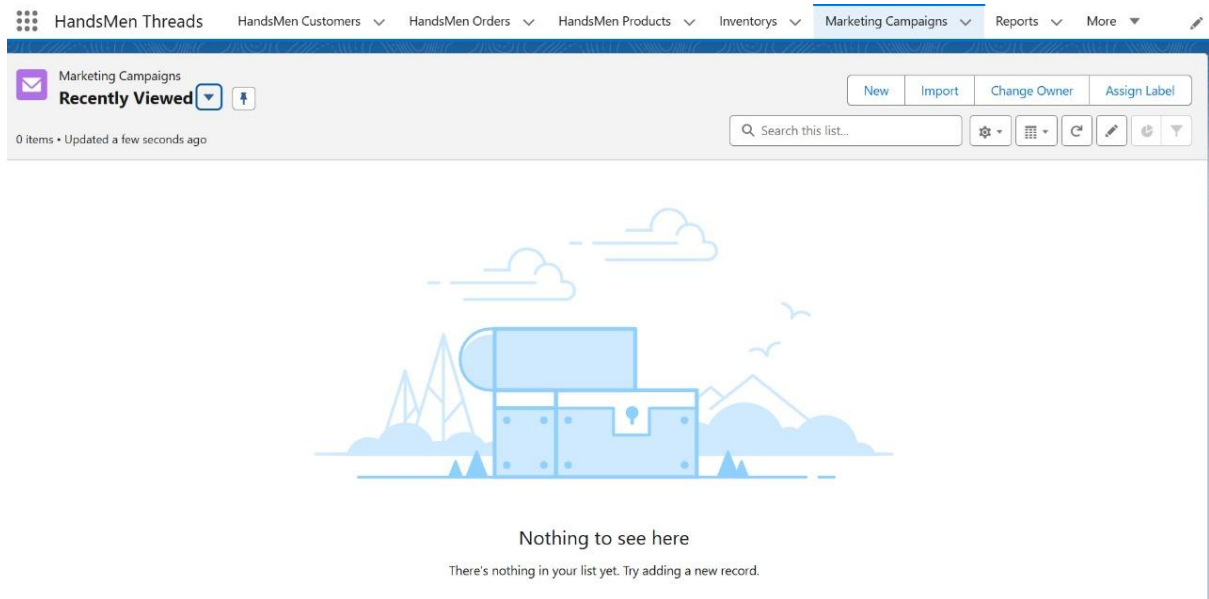 HandsMen Threads HandsMen Customers HandsMen Orders HandsMen Products Inventorys Marketing Campaigns Reports More
Marketing Campaigns
Recently Viewed
New Import Change Owner Assign Label
0 items • Updated a few seconds ago
Search this list...
Nothing to see here
There's nothing in your list yet. Try adding a new record.